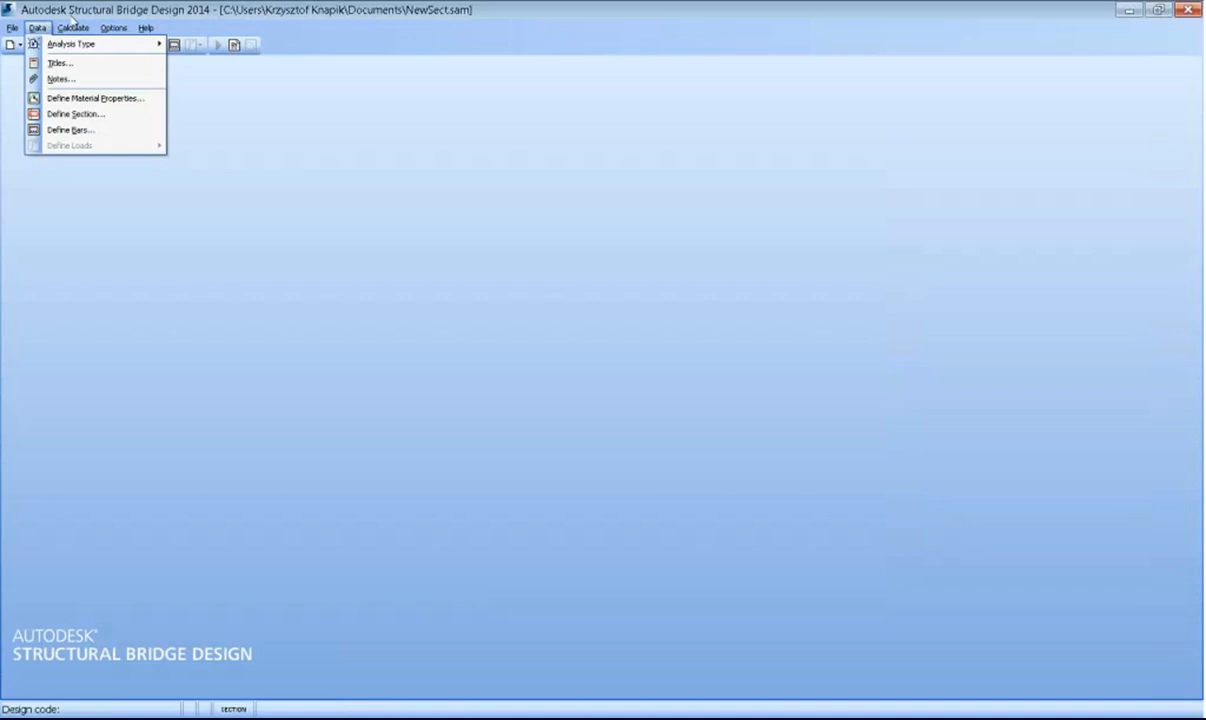 Autodesk Structural Bridge Design 2014 - [C:\Users\Krzysztof Knapik\Documents\NewSect.sam]
File Data Calculate Options Help
Analysis Type
Titles...
Notes...
Define Material Properties...
Define Section...
Define Bars...
Define Loads
AUTODESK®
STRUCTURAL BRIDGE DESIGN
Design code: SECTION